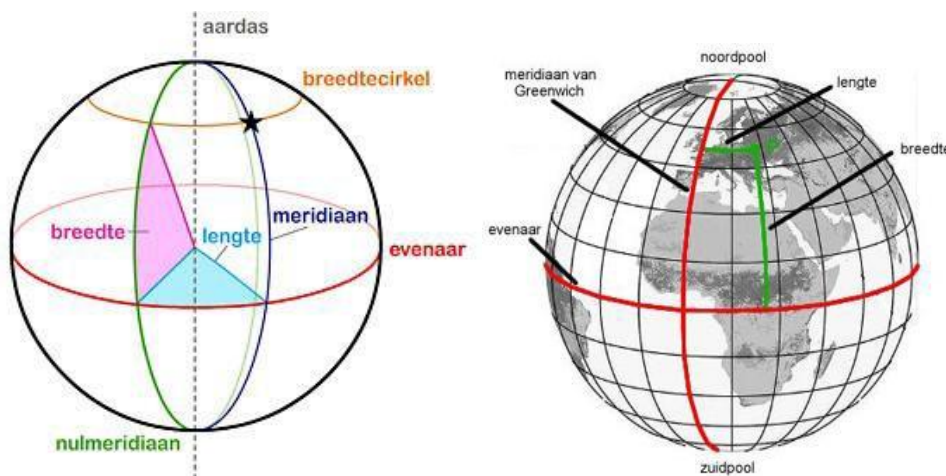 aardas
breedtecirkel
breedte
lengte
meridiaan
evenaar
nulmeridiaan
noordpool
meridiaan van
Greenwich
lengte
P
breedte
evenaar
zuidpool